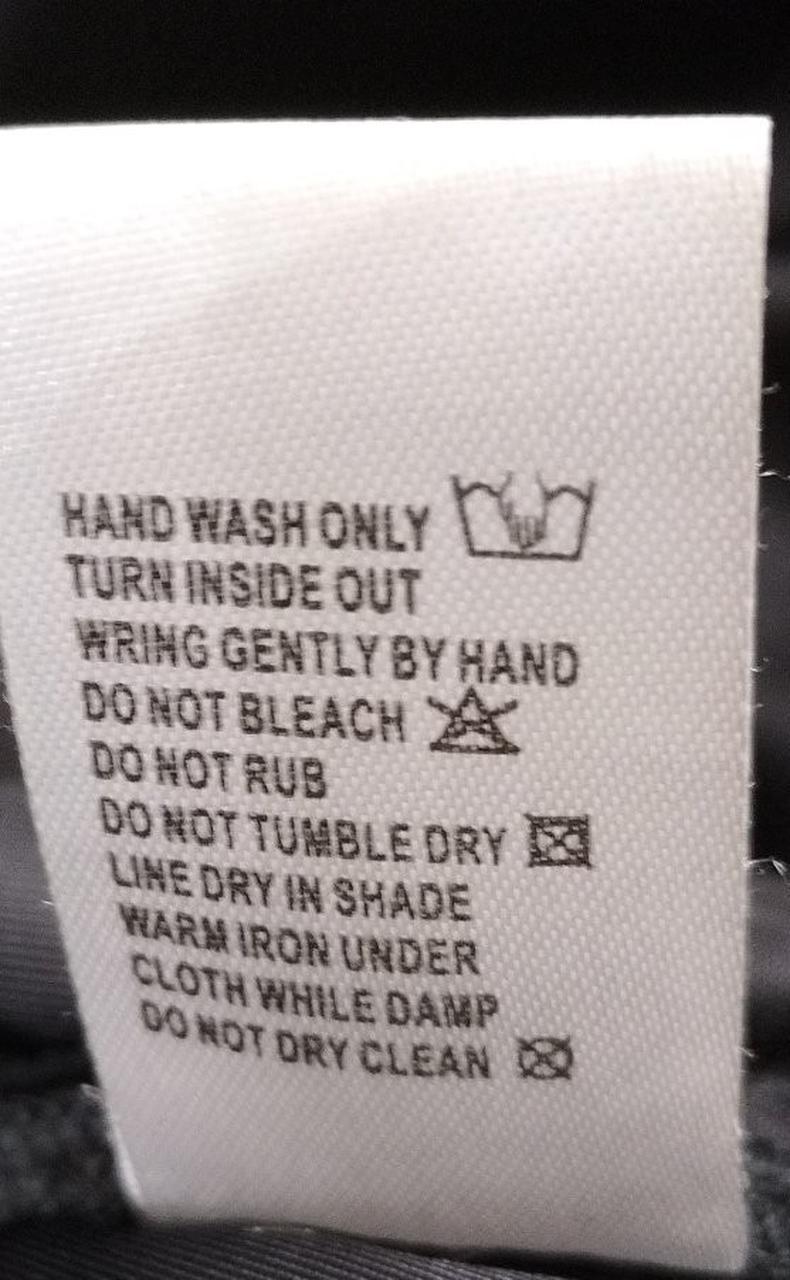 HAND WASH ONLY
TURN INSIDE OUT
WRING GENTLY BY HAND
DO NOT BLEACH
DO NOT RUB
DO NOT TUMBLE DRY
LINE DRY IN SHADE
WARM IRON UNDER
CLOTH WHILE DAMP
DO NOT DRY CLEAN